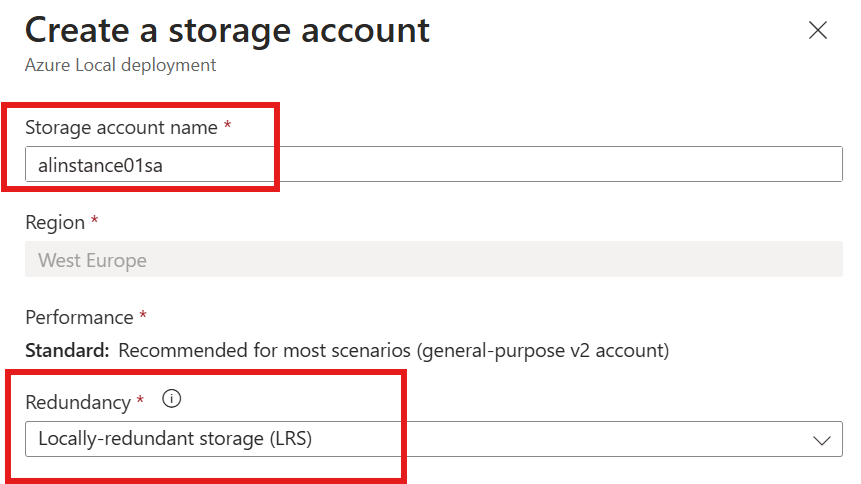 Create a storage account
Azure Local deployment
Storage account name *
alinstance01sa
Region *
West Europe
Performance *
Standard: Recommended for most scenarios (general-purpose v2 account)
Redundancy *
Locally-redundant storage (LRS)